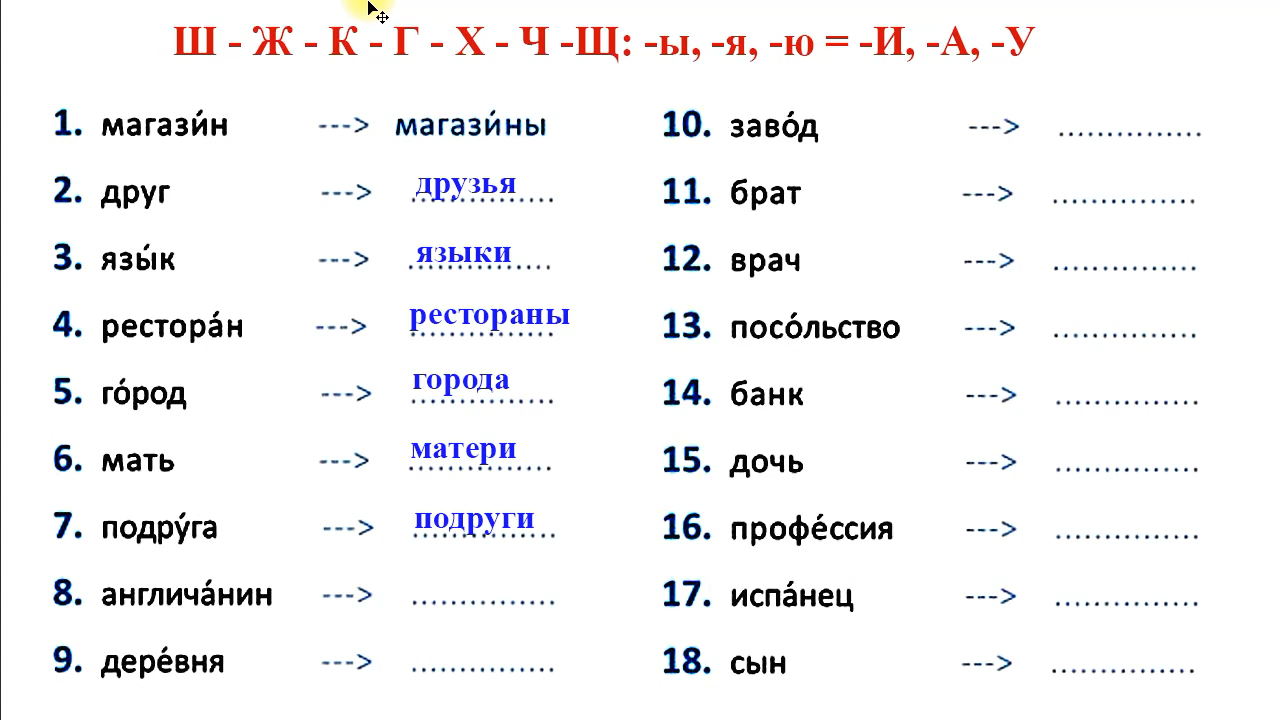 Ш - Ж - К - Г - Х - Ч -Щ: -ы, -я, -ю = -И, -А, -У
1. магази́н ---> магази́ны
2. друг ---> друзья
3. язы́к ---> языки
4. рестора́н ---> рестораны
5. го́род ---> города
6. мать ---> матери
7. подру́га ---> подруги
8. англича́нин ---> ...............
9. дере́вня ---> ...............
10. заво́д ---> ...............
11. брат ---> ...............
12. врач ---> ...............
13. посо́льство ---> ...............
14. банк ---> ...............
15. дочь ---> ...............
16. профе́ссия ---> ...............
17. испа́нец ---> ...............
18. сын ---> ...............